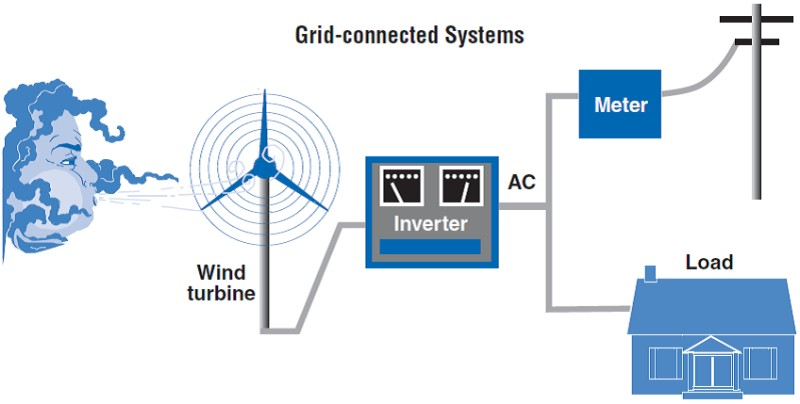 Grid-connected Systems
Meter
AC
Inverter
Wind
turbine
Load